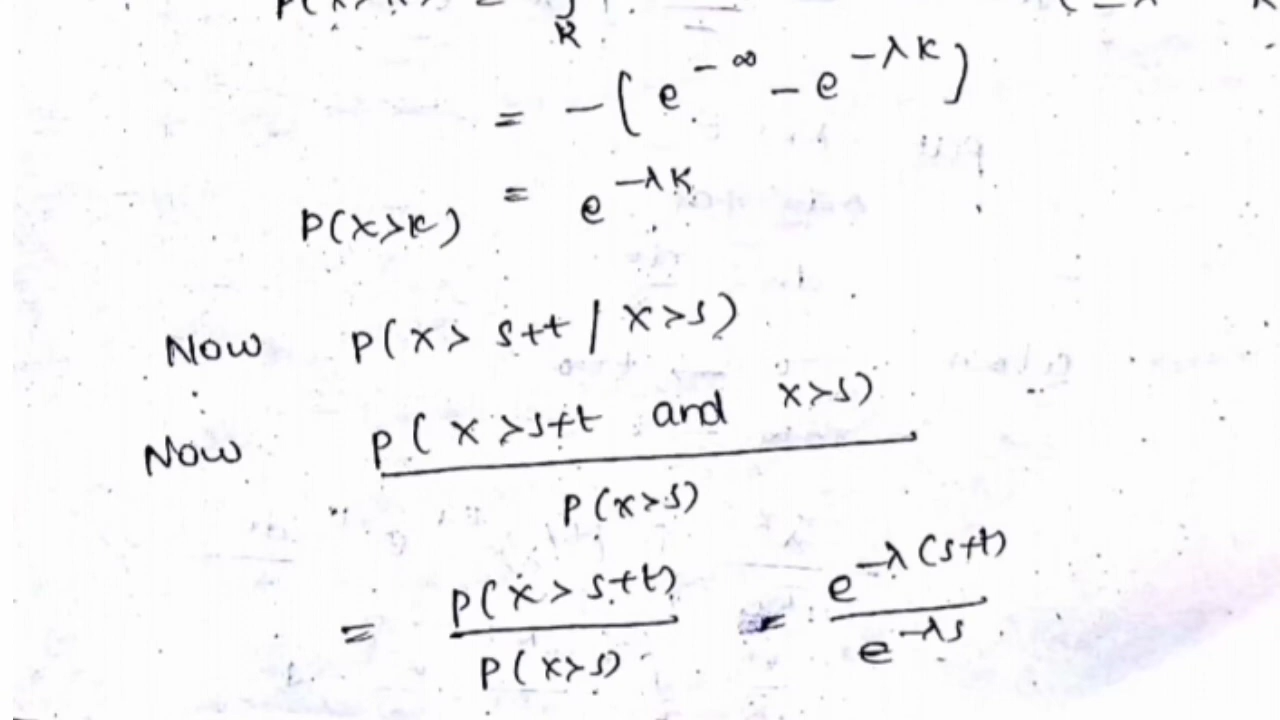 K
= -(e^{-∞} - e^{-λK})
P(X>K) = e^{-λK}
Now P(X> s+t / X>s)
Now P(X>s+t and X>s)
P(X>s)
= P(X>s+t) = e^{-λ(s+t)}
P(X>s) e^{-λs}